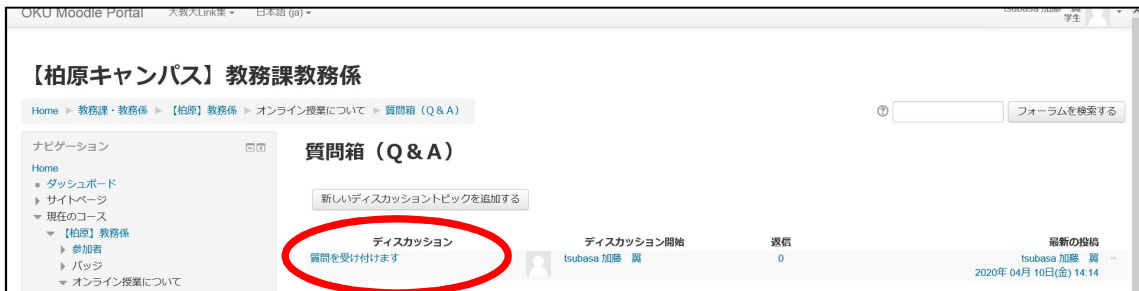 OKU Moodle Portal 大教大Link集 日本語 (ja) tsubasa 加藤 翼
学生
【柏原キャンパス】教務課教務係
Home 教務課・教務係 【柏原】教務係 オンライン授業について 質問箱（Q＆A） フォーラムを検索する
ナビゲーション
Home
ダッシュボード
サイトページ
現在のコース
【柏原】教務係
参加者
バッジ
オンライン授業について
質問箱（Q＆A）
新しいディスカッショントピックを追加する
ディスカッション ディスカッション開始 返信 最新の投稿
質問を受け付けます tsubasa 加藤 翼 0 tsubasa 加藤 翼
2020年 04月 10日(金) 14:14